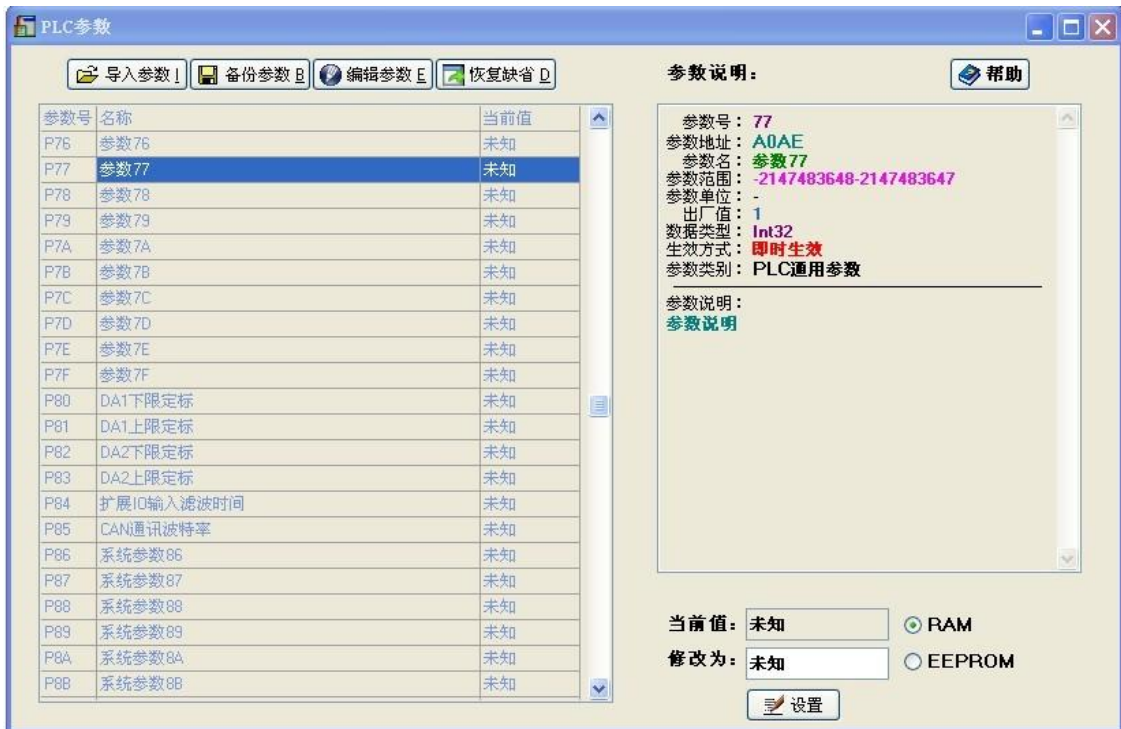 PLC参数
导入参数 I 备份参数 B 编辑参数 E 恢复缺省 D
参数号 名称 当前值
P76 参数76 未知
P77 参数77 未知
P78 参数78 未知
P79 参数79 未知
P7A 参数7A 未知
P7B 参数7B 未知
P7C 参数7C 未知
P7D 参数7D 未知
P7E 参数7E 未知
P7F 参数7F 未知
P80 DA1下限定标 未知
P81 DA1上限定标 未知
P82 DA2下限定标 未知
P83 DA2上限定标 未知
P84 扩展IO输入滤波时间 未知
P85 CAN通讯波特率 未知
P86 系统参数86 未知
P87 系统参数87 未知
P88 系统参数88 未知
P89 系统参数89 未知
P8A 系统参数8A 未知
P8B 系统参数8B 未知
参数说明: 帮助
参数号: 77
参数地址: A0AE
参数名: 参数77
参数范围: -2147483648-2147483647
参数单位: -
出厂值: 1
数据类型: Int32
生效方式: 即时生效
参数类别: PLC通用参数
参数说明:
参数说明
当前值: 未知 RAM
修改为: 未知 EEPROM
设置